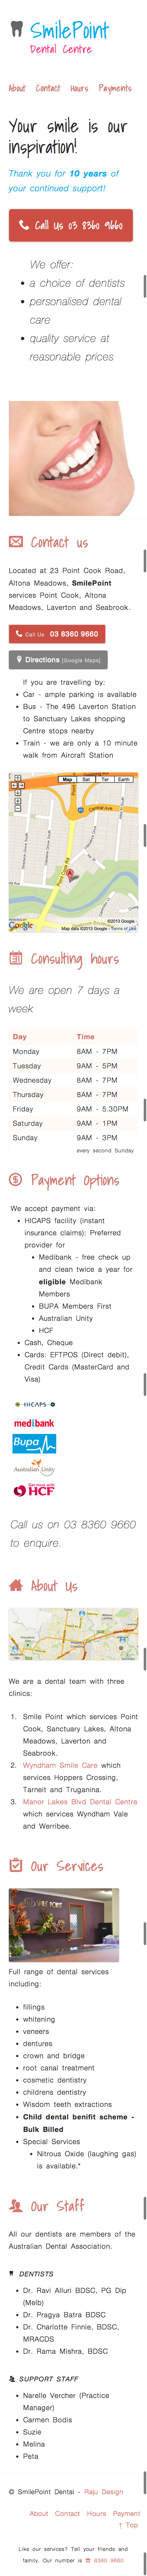 SmilePoint
Dental Centre
About Contact Hours Payments
Your smile is our
inspiration!
Thank you for 10 years of
your continued support!
Call Us 03 8360 9660
We offer:
a choice of dentists
personalised dental
care
quality service at
reasonable prices
Contact us
Located at 23 Point Cook Road,
Altona Meadows, SmilePoint
services Point Cook, Altona
Meadows, Laverton and Seabrook.
Call Us 03 8360 9660
Directions [Google Maps]
If you are travelling by:
Car - ample parking is available
Bus - The 496 Laverton Station
to Sanctuary Lakes shopping
Centre stops nearby
Train - we are only a 10 minute
walk from Aircraft Station
Map Sat Ter Earth
Central Ave
Point Cook Rd
A
POWERED BY
Google
©2013 Google
Map data ©2013 Google - Terms of Use
Consulting hours
We are open 7 days a
week
Day Time
Monday 8AM - 7PM
Tuesday 9AM - 5PM
Wednesday 8AM - 7PM
Thursday 8AM - 7PM
Friday 9AM - 5.30PM
Saturday 9AM - 1PM
Sunday 9AM - 3PM
every second Sunday
Payment Options
We accept payment via:
HICAPS facility (instant
insurance claims): Preferred
provider for
Medibank - free check up
and clean twice a year for
eligible Medibank
Members
BUPA Members First
Australian Unity
HCF
Cash, Cheque
Cards: EFTPOS (Direct debit),
Credit Cards (MasterCard and
Visa)
HICAPS
medibank
Bupa
Australian Unity
Get more with
HCF
Call us on 03 8360 9660
to enquire.
About Us
We are a dental team with three
clinics:
1. Smile Point which services Point
Cook, Sanctuary Lakes, Altona
Meadows, Laverton and
Seabrook.
2. Wyndham Smile Care which
services Hoppers Crossing,
Tarneit and Truganina.
3. Manor Lakes Blvd Dental Centre
which services Wyndham Vale
and Werribee.
Our Services
Full range of dental services
including:
fillings
whitening
veneers
dentures
crown and bridge
root canal treatment
cosmetic dentistry
childrens dentistry
Wisdom teeth extractions
Child dental benifit scheme -
Bulk Billed
Special Services
Nitrous Oxide (laughing gas)
is available.*
Our Staff
All our dentists are members of the
Australian Dental Association.
DENTISTS
Dr. Ravi Alluri BDSC, PG Dip
(Melb)
Dr. Pragya Batra BDSC
Dr. Charlotte Finnie, BDSC,
MRACDS
Dr. Rama Mishra, BDSC
SUPPORT STAFF
Narelle Vercher (Practice
Manager)
Carmen Bodis
Suzie
Melina
Peta
© SmilePoint Dental - Raju Design
About Contact Hours Payment
↑ Top
Like our services? Tell your friends and
family. Our number is ☎ 8360 9660